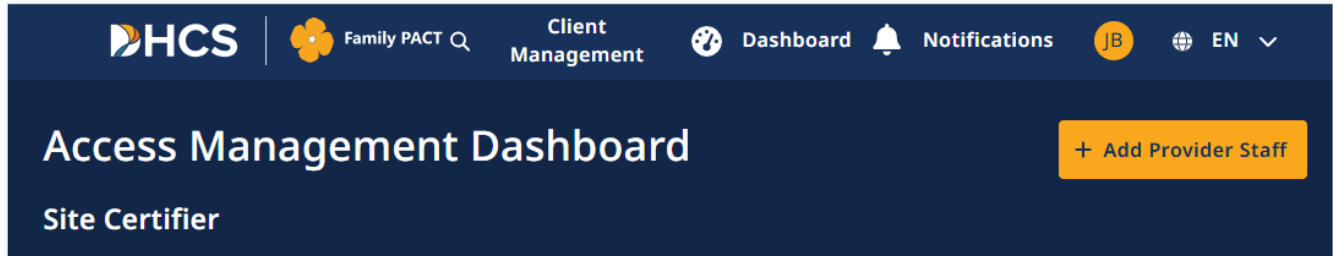 DHCS Family PACT Client Management Dashboard Notifications JB EN
Access Management Dashboard
+ Add Provider Staff
Site Certifier